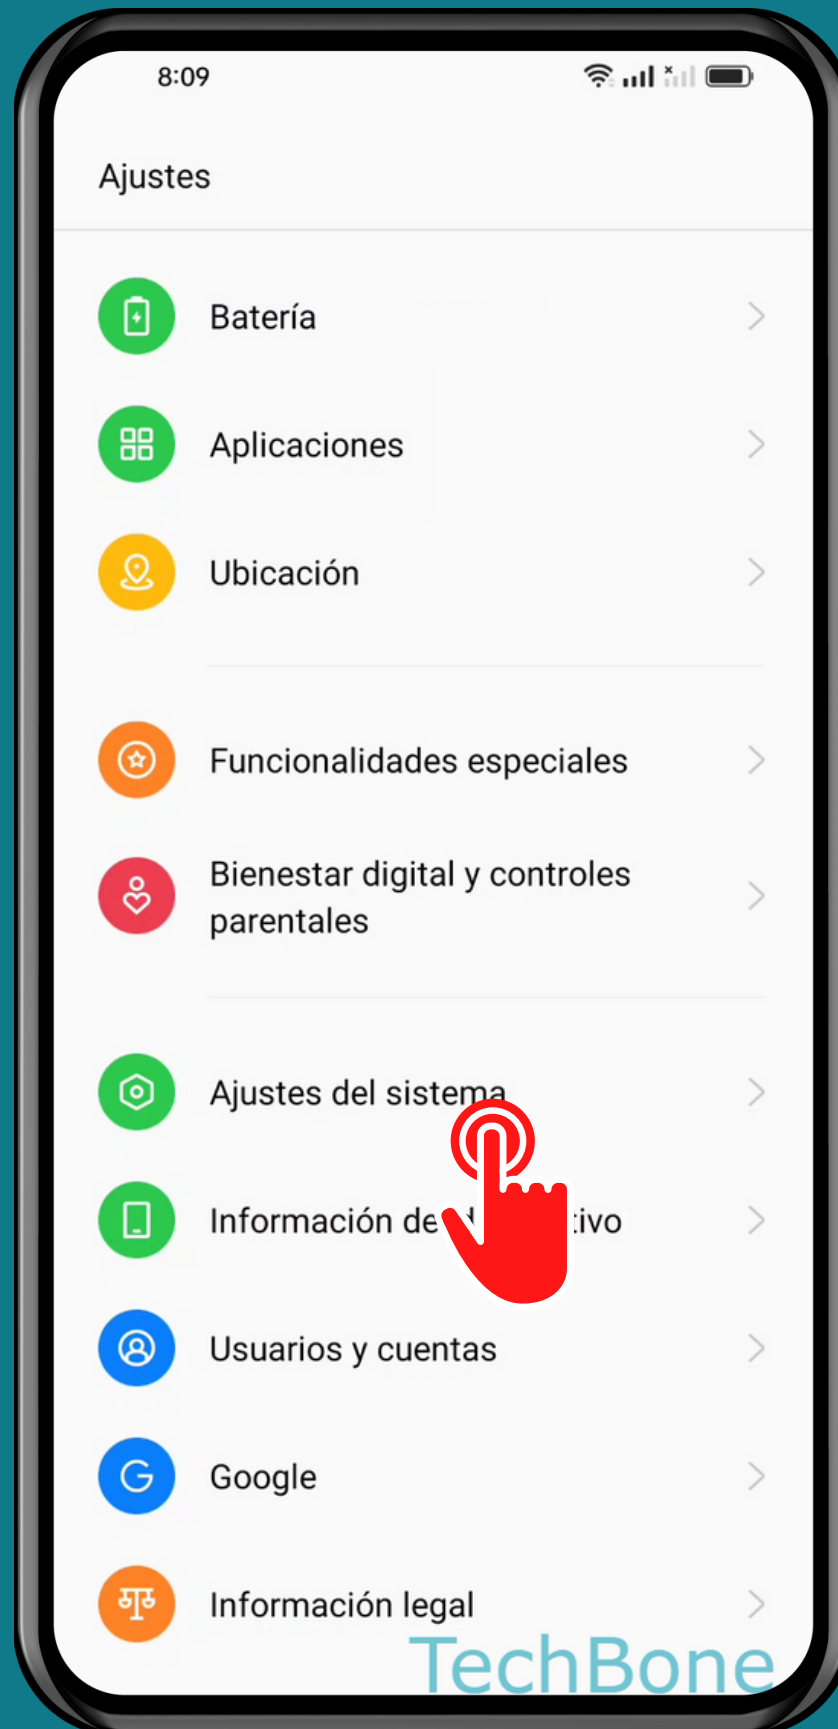 8:09
Ajustes
Batería
Aplicaciones
Ubicación
Funcionalidades especiales
Bienestar digital y controles
parentales
Ajustes del sistema
Información
Usuarios y cuentas
Google
Información legal
TechBone